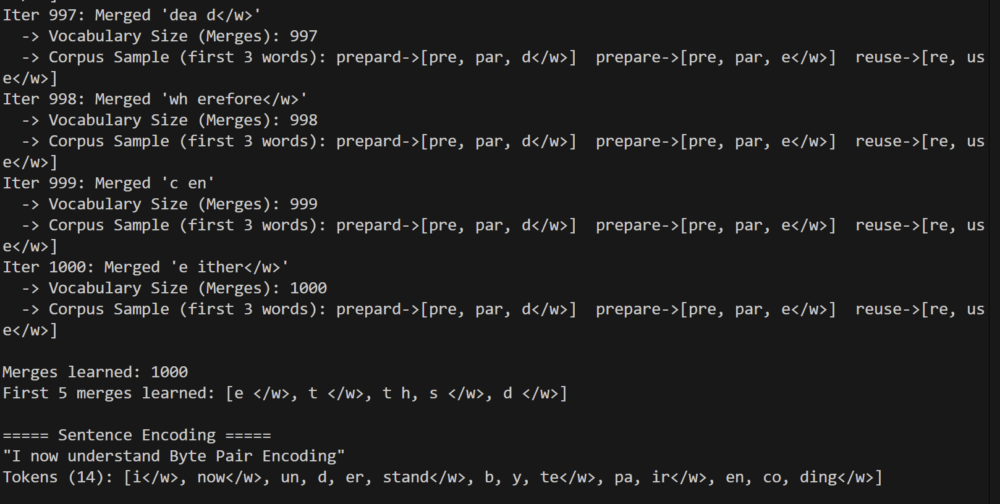 Iter 997: Merged 'dea d</w>'
  -> Vocabulary Size (Merges): 997
  -> Corpus Sample (first 3 words): prepard->[pre, par, d</w>]  prepare->[pre, par, e</w>]  reuse->[re, us
e</w>]
Iter 998: Merged 'wh erefore</w>'
  -> Vocabulary Size (Merges): 998
  -> Corpus Sample (first 3 words): prepard->[pre, par, d</w>]  prepare->[pre, par, e</w>]  reuse->[re, us
e</w>]
Iter 999: Merged 'c en'
  -> Vocabulary Size (Merges): 999
  -> Corpus Sample (first 3 words): prepard->[pre, par, d</w>]  prepare->[pre, par, e</w>]  reuse->[re, us
e</w>]
Iter 1000: Merged 'e ither</w>'
  -> Vocabulary Size (Merges): 1000
  -> Corpus Sample (first 3 words): prepard->[pre, par, d</w>]  prepare->[pre, par, e</w>]  reuse->[re, us
e</w>]

Merges learned: 1000
First 5 merges learned: [e </w>, t </w>, t h, s </w>, d </w>]

===== Sentence Encoding =====
"I now understand Byte Pair Encoding"
Tokens (14): [i</w>, now</w>, un, d, er, stand</w>, b, y, te</w>, pa, ir</w>, en, co, ding</w>]